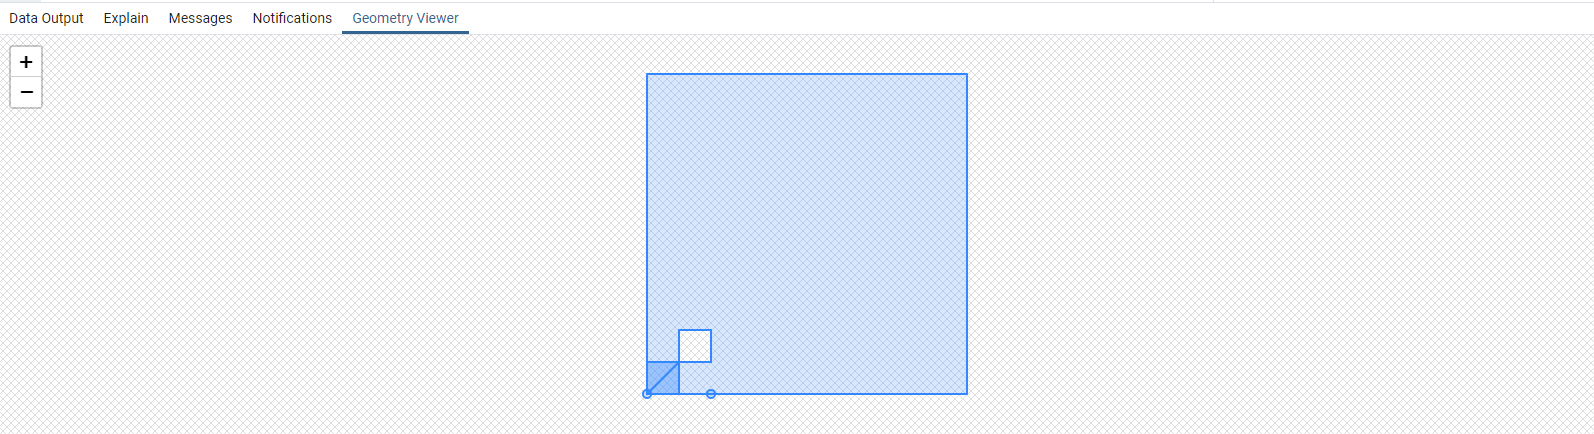 Data Output Explain Messages Notifications Geometry Viewer
+
−